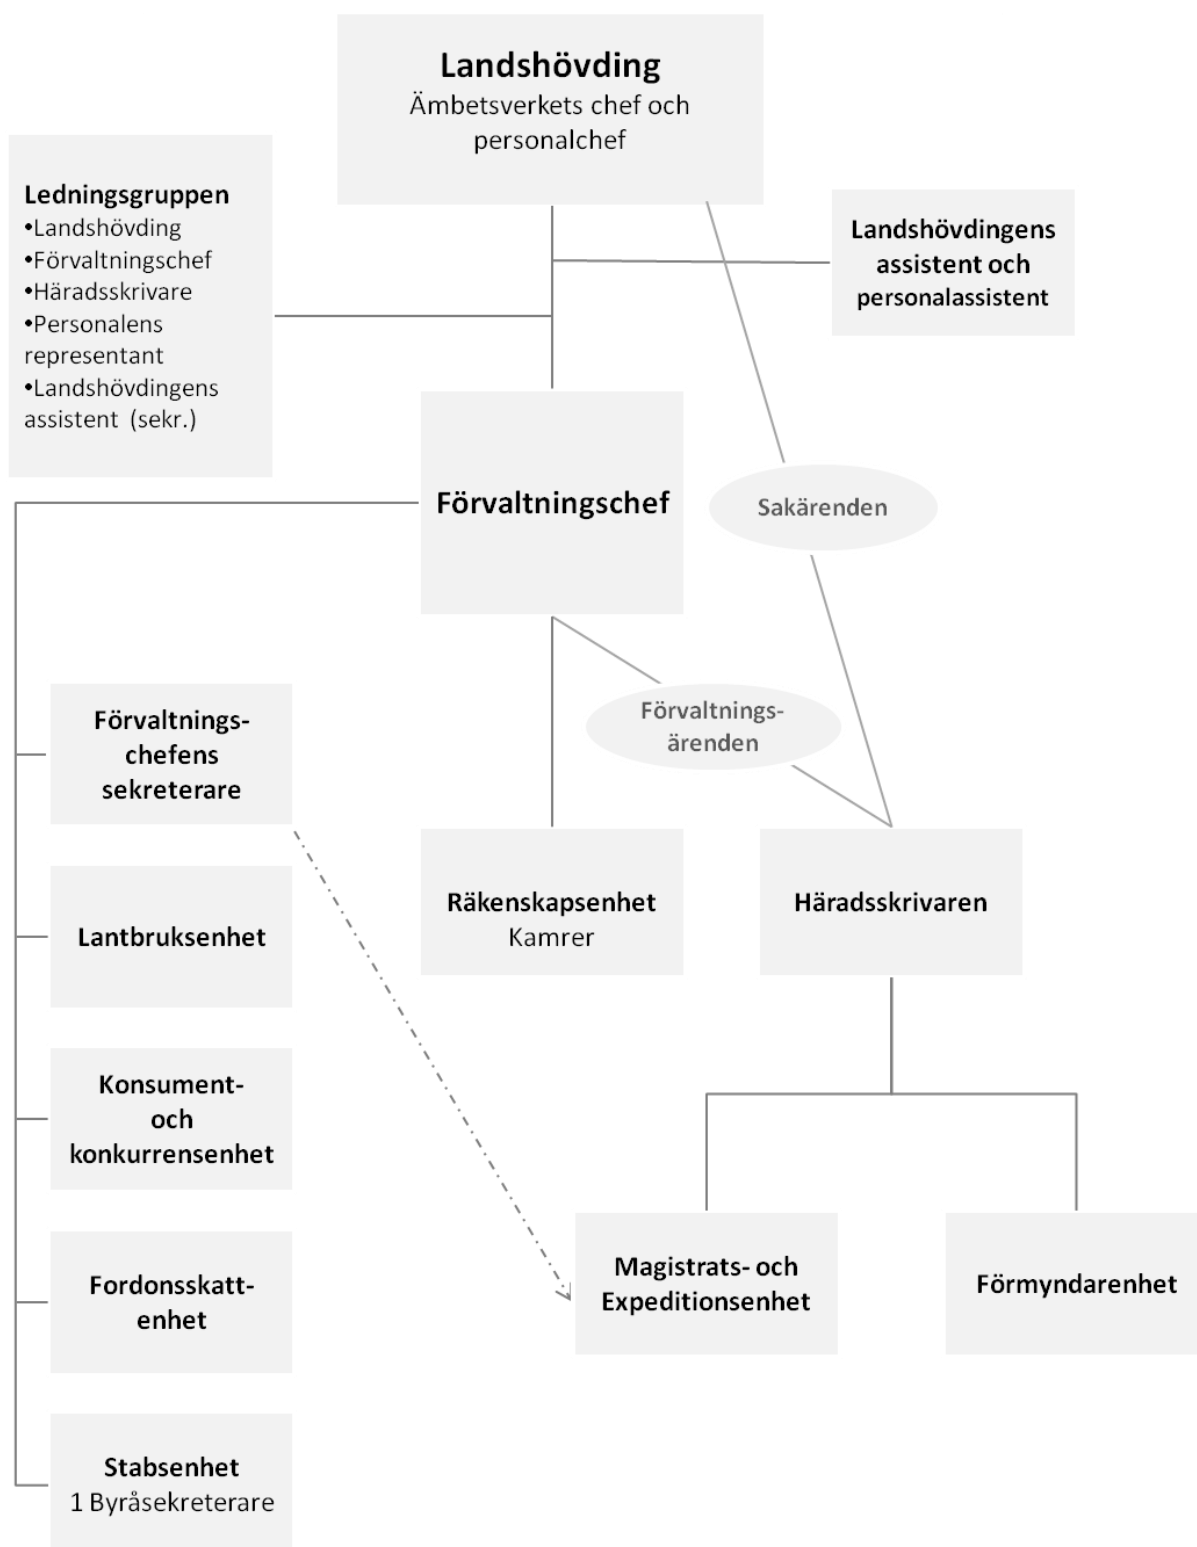 Landshövding
Ämbetsverkets chef och
personalchef
Ledningsgruppen
•Landshövding
•Förvaltningschef
•Häradsskrivare
•Personalens
representant
•Landshövdingens
assistent (sekr.)
Landshövdingens
assistent och
personalassistent
Förvaltningschef
Sakärenden
Förvaltnings-
ärenden
Förvaltnings-
chefens
sekreterare
Räkenskapsenhet
Kamrer
Häradsskrivaren
Lantbruksenhet
Konsument-
och
konkurrensenhet
Fordonsskatt-
enhet
Magistrats- och
Expeditionsenhet
Förmyndarenhet
Stabsenhet
1 Byråsekreterare